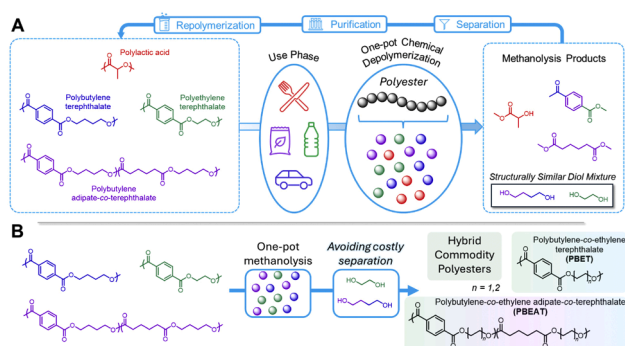 A
Repolymerization
Purification
Separation
Polylactic acid
Polybutylene
terephthalate
Polyethylene
terephthalate
Polybutylene
adipate-co-terephthalate
Use Phase
One-pot Chemical
Depolymerization
Polyester
Methanolysis Products
Structurally Similar Diol Mixture
B
One-pot
methanolysis
Avoiding costly
separation
Hybrid
Commodity
Polyesters
n = 1,2
Polybutylene-co-ethylene
terephthalate
(PBET)
Polybutylene-co-ethylene adipate-co-terephthalate
(PBEAT)